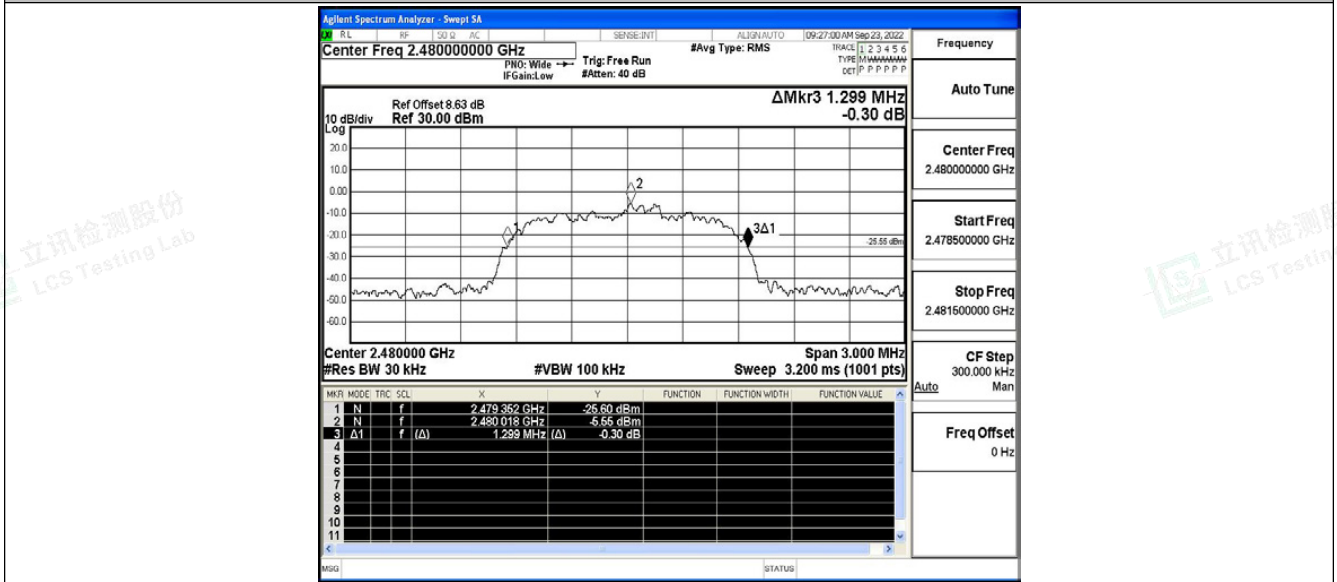 Agilent Spectrum Analyzer - Swept SA
RL RF 50 Ω AC SENSE:INT ALIGN AUTO 09:27:00 AM Sep 23, 2022
Center Freq 2.480000000 GHz
PNO: Wide
IFGain:Low
Trig: Free Run
#Atten: 40 dB
#Avg Type: RMS
TRACE 1 2 3 4 5 6
TYPE M
DET P P P P P P
ΔMkr3 1.299 MHz
-0.30 dB
Ref Offset 8.63 dB
10 dB/div Ref 30.00 dBm
Log
20.0
10.0
0.00
-10.0
-20.0
-30.0
-40.0
-50.0
-60.0
2
3Δ1
-25.55 dBm
Center 2.480000 GHz Span 3.000 MHz
#Res BW 30 kHz #VBW 100 kHz Sweep 3.200 ms (1001 pts)
MKR MODE TRC SCL X Y FUNCTION FUNCTION WIDTH FUNCTION VALUE
1 N f 2.479 352 GHz -25.60 dBm
2 N f 2.480 018 GHz -5.55 dBm
3 Δ1 f (Δ) 1.299 MHz (Δ) -0.30 dB
4
5
6
7
8
9
10
11
MSG STATUS
Frequency
Auto Tune
Center Freq
2.480000000 GHz
Start Freq
2.478500000 GHz
Stop Freq
2.481500000 GHz
CF Step
300.000 kHz
Auto Man
Freq Offset
0 Hz
立讯检测股份
LCS Testing Lab
立讯检测
LCS Testin